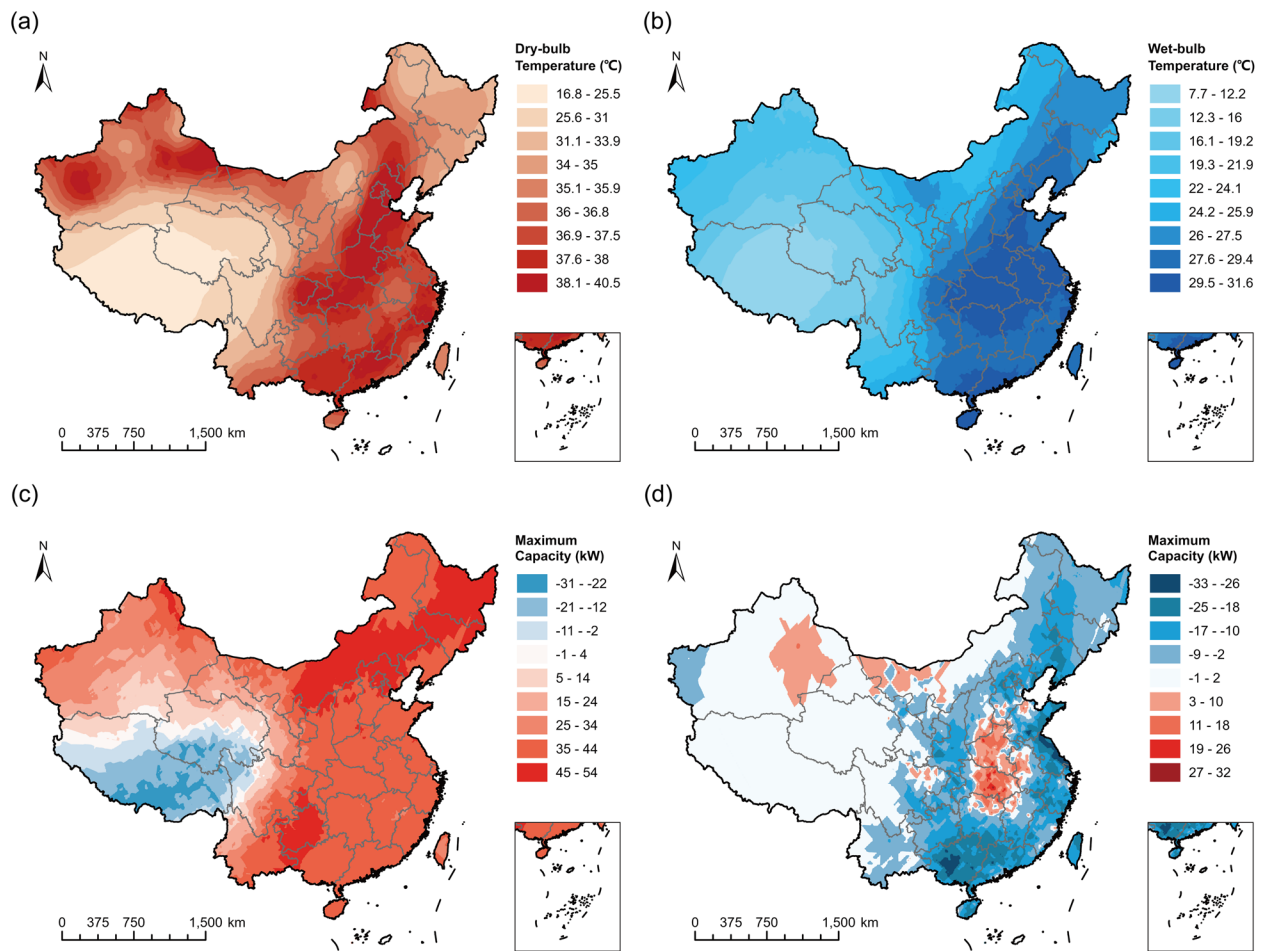 (a)
N
Dry-bulb
Temperature (℃)
16.8 - 25.5
25.6 - 31
31.1 - 33.9
34 - 35
35.1 - 35.9
36 - 36.8
36.9 - 37.5
37.6 - 38
38.1 - 40.5
0 375 750 1,500 km
(b)
N
Wet-bulb
Temperature (℃)
7.7 - 12.2
12.3 - 16
16.1 - 19.2
19.3 - 21.9
22 - 24.1
24.2 - 25.9
26 - 27.5
27.6 - 29.4
29.5 - 31.6
0 375 750 1,500 km
(c)
N
Maximum
Capacity (kW)
-31 - -22
-21 - -12
-11 - -2
-1 - 4
5 - 14
15 - 24
25 - 34
35 - 44
45 - 54
0 375 750 1,500 km
(d)
N
Maximum
Capacity (kW)
-33 - -26
-25 - -18
-17 - -10
-9 - -2
-1 - 2
3 - 10
11 - 18
19 - 26
27 - 32
0 375 750 1,500 km